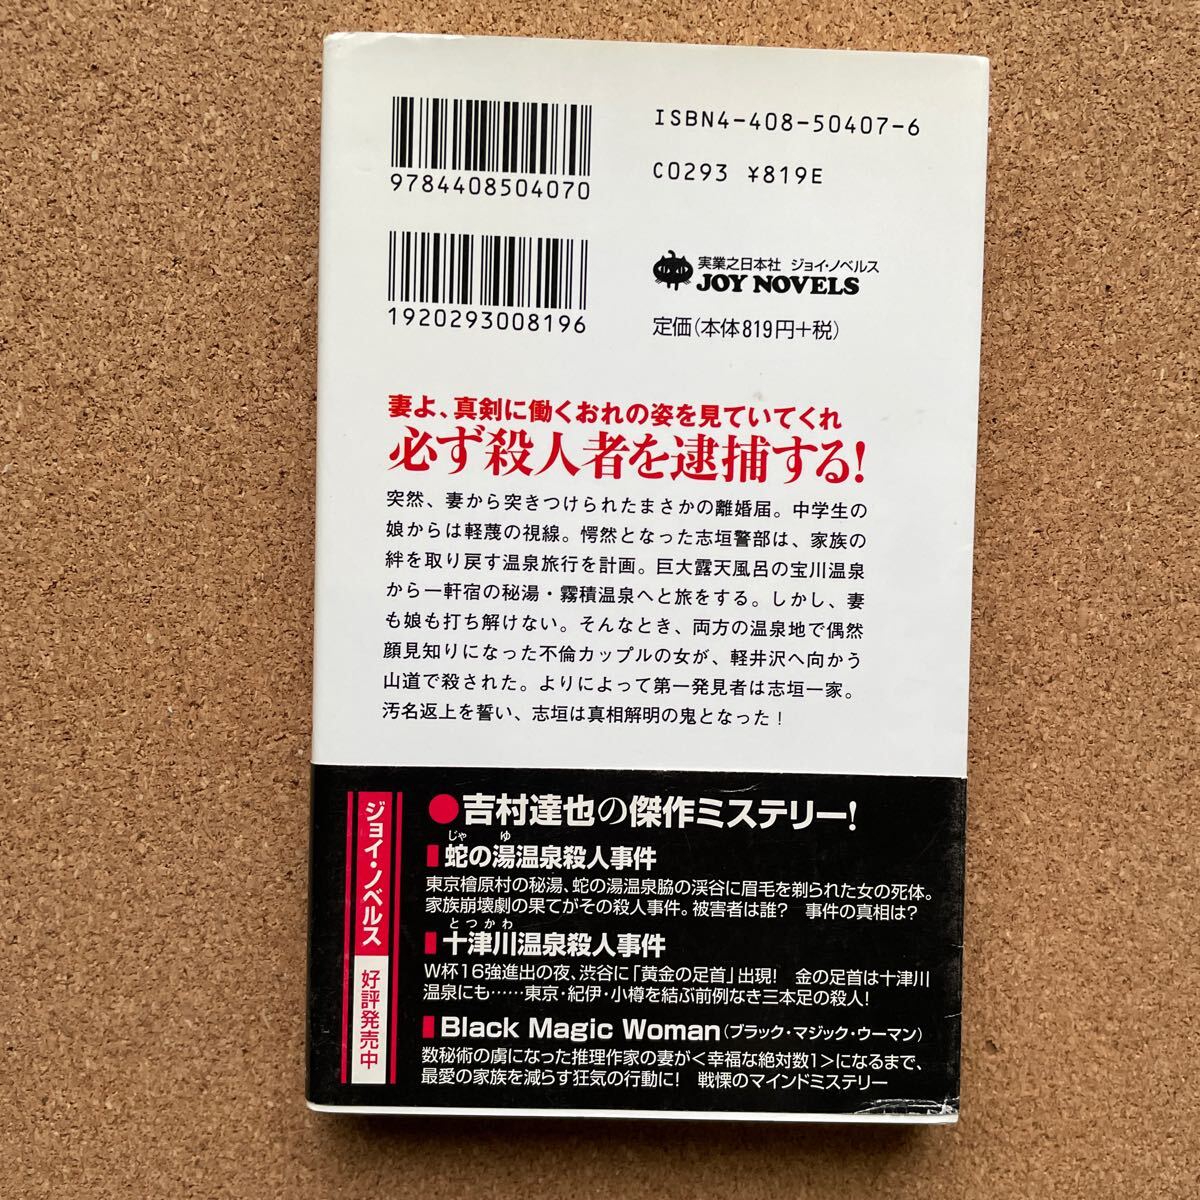 9784408504070
ISBN4-408-50407-6
C0293 ¥819E
1920293008196
実業之日本社 ジョイ・ノベルス
JOY NOVELS
定価(本体819円+税)
妻よ、真剣に働くおれの姿を見ていてくれ
必ず殺人者を逮捕する!
突然、妻から突きつけられたまさかの離婚届。中学生の
娘からは軽蔑の視線。愕然となった志垣警部は、家族の
絆を取り戻す温泉旅行を計画。巨大露天風呂の宝川温泉
から一軒宿の秘湯・霧積温泉へと旅をする。しかし、妻
も娘も打ち解けない。そんなとき、両方の温泉地で偶然
顔見知りになった不倫カップルの女が、軽井沢へ向かう
山道で殺された。よりによって第一発見者は志垣一家。
汚名返上を誓い、志垣は真相解明の鬼となった!
ジョイ・ノベルス
好評発売中
●吉村達也の傑作ミステリー!
じゃ ゆ
蛇の湯温泉殺人事件
東京檜原村の秘湯、蛇の湯温泉脇の渓谷に眉毛を剃られた女の死体。
家族崩壊劇の果てがその殺人事件。被害者は誰? 事件の真相は?
とつかわ
十津川温泉殺人事件
W杯16強進出の夜、渋谷に「黄金の足首」出現! 金の足首は十津川
温泉にも……東京・紀伊・小樽を結ぶ前例なき三本足の殺人!
Black Magic Woman(ブラック・マジック・ウーマン)
数秘術の虜になった推理作家の妻が<幸福な絶対数1>になるまで、
最愛の家族を減らす狂気の行動に! 戦慄のマインドミステリー